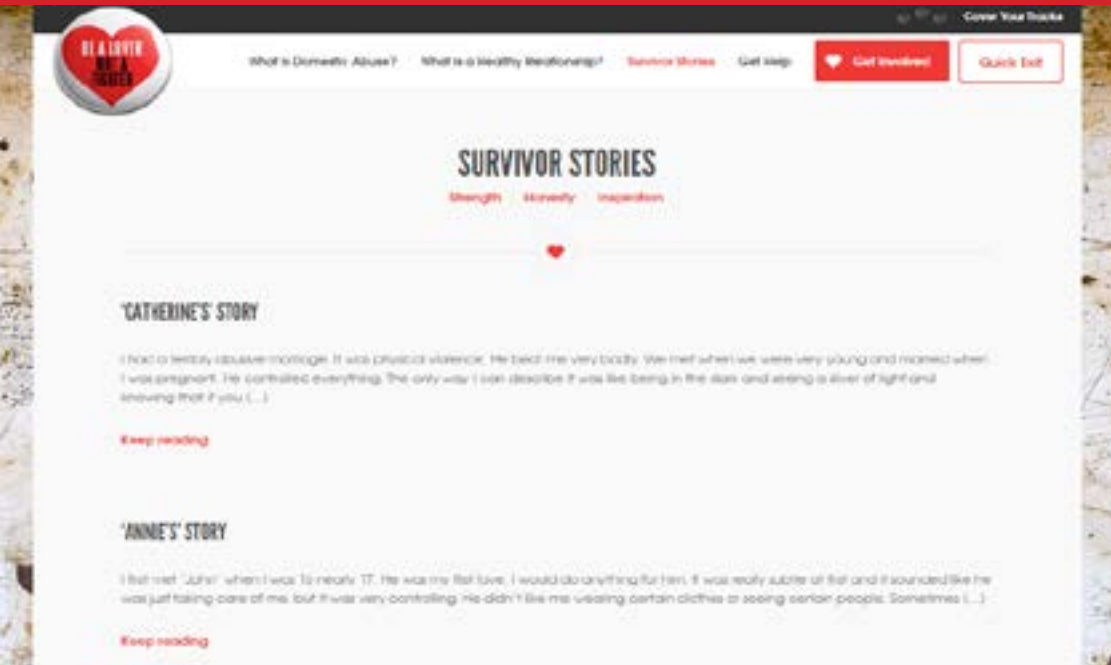 Cover Your Tracks
BE A LOVER
NOT A
FIGHTER
What is Domestic Abuse? What is a Healthy Relationship? Survivor Stories Get Help Get Involved Quick Exit
SURVIVOR STORIES
Strength Honesty Inspiration
'CATHERINE'S' STORY
I had a terribly abusive marriage. It was physical violence. He beat me very badly. We met when we were very young and married when
I was pregnant. He controlled everything. The only way I can describe it was like being in the dark and seeing a sliver of light and
knowing that if you [...]
Keep reading
'ANNIE'S' STORY
I first met 'John' when I was 16 nearly 17. He was my first love, I would do anything for him. It was really subtle at first and it sounded like he
was just taking care of me, but it was very controlling. He didn't like me wearing certain clothes or seeing certain people. Sometimes [...]
Keep reading